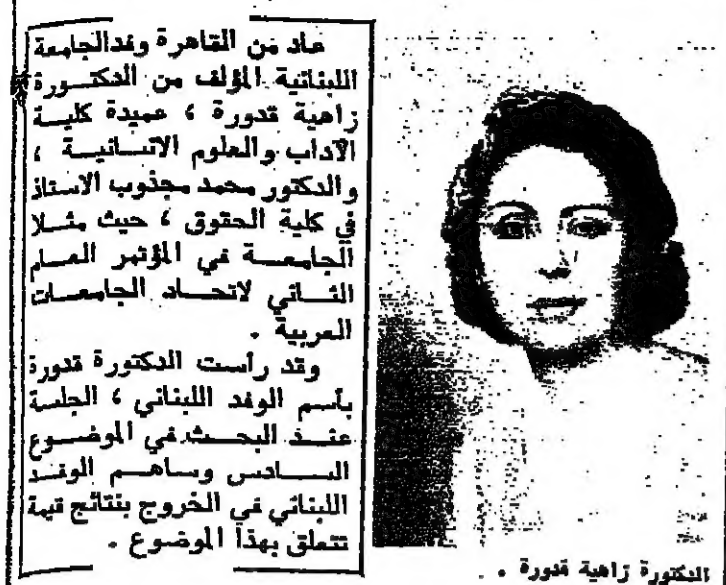 عاد من القاهرة وفد الجامعة
اللبنانية المؤلف من الدكتورة
زاهية قدورة ، عميدة كلية
الآداب والعلوم الانسانية ،
والدكتور محمد مجذوب الاستاذ
في كلية الحقوق ، حيث مثلا
الجامعة في المؤتمر العام
الثاني لاتحاد الجامعات
العربية .
وقد رأست الدكتورة قدورة
بأسم الوفد اللبناني ، الجلسة
عند البحث في الموضوع
السادس وساهم الوفد
اللبناني في الخروج بنتائج قيمة
تتعلق بهذا الموضوع .
الدكتورة زاهية قدورة .